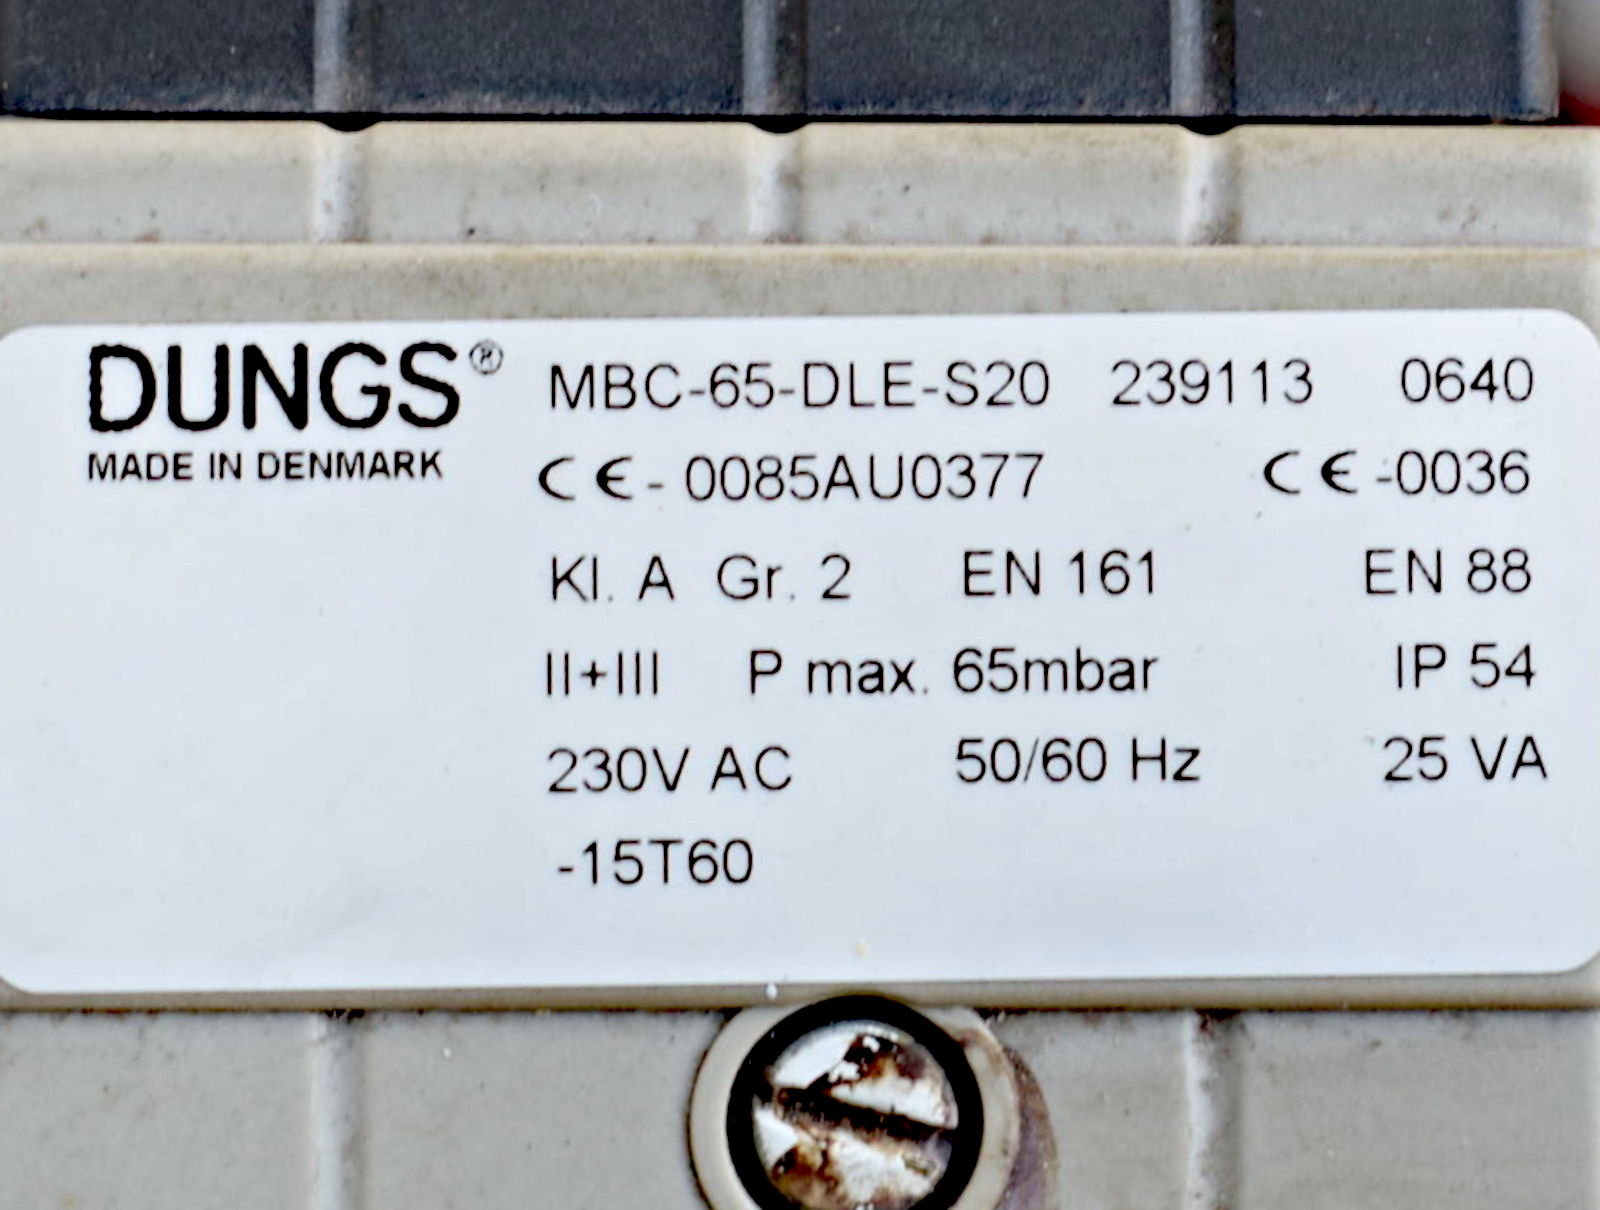 DUNGS® MBC-65-DLE-S20 239113 0640
MADE IN DENMARK
CE-0085AU0377 CE-0036
Kl. A Gr. 2 EN 161 EN 88
II+III P max. 65mbar IP 54
230V AC 50/60 Hz 25 VA
-15T60